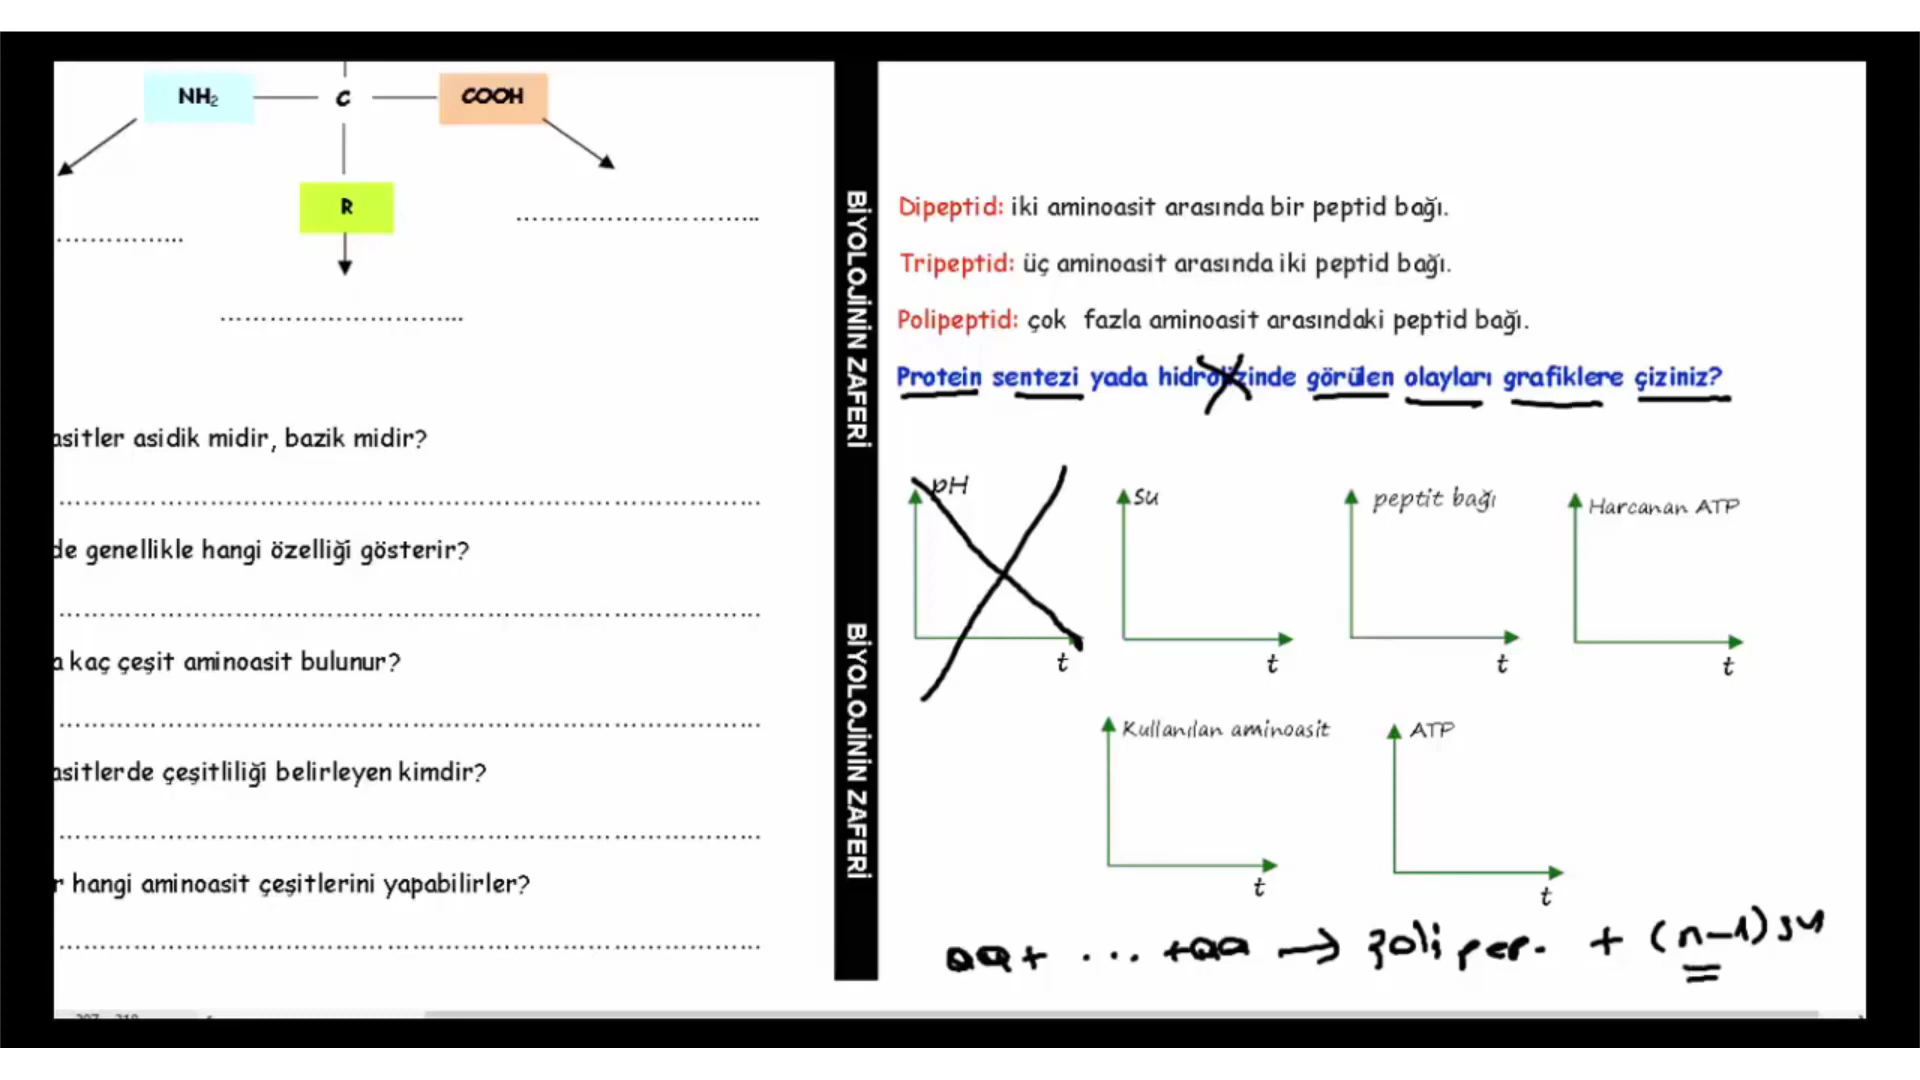 NH₂ C COOH
R
………………..
………………………..
………………………..
asitler asidik midir, bazik midir?
de genellikle hangi özelliği gösterir?
a kaç çeşit aminoasit bulunur?
asitlerde çeşitliliği belirleyen kimdir?
r hangi aminoasit çeşitlerini yapabilirler?
BİYOLOJİNİN ZAFERİ
BİYOLOJİNİN ZAFERİ
Dipeptid: iki aminoasit arasında bir peptid bağı.
Tripeptid: üç aminoasit arasında iki peptid bağı.
Polipeptid: çok fazla aminoasit arasındaki peptid bağı.
Protein sentezi yada hidrolizinde görülen olayları grafiklere çiziniz?
pH
t
su
t
peptit bağı
t
Harcanan ATP
t
Kullanılan aminoasit
t
ATP
t
aa+ ... +aa → polipep. + (n-1) su